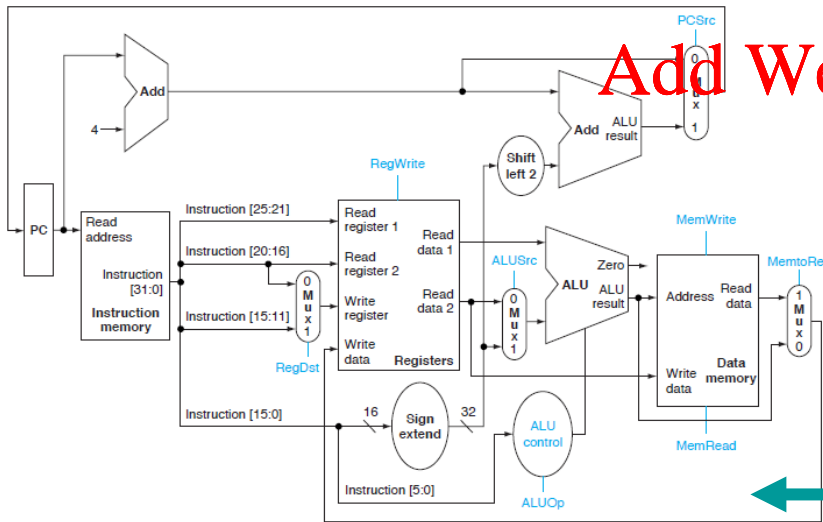 PCSrc
Add We
0
M
u
x
1
Add
ALU
result
Add
4
Shift
left 2
RegWrite
PC
Read
address
Instruction
[31:0]
Instruction
memory
Instruction [25:21]
Instruction [20:16]
Instruction [15:11]
0
M
u
x
1
RegDst
Read
register 1
Read
register 2
Write
register
Write
data
Read
data 1
Read
data 2
Registers
ALUSrc
0
M
u
x
1
Zero
ALU
ALU
result
MemWrite
Address
Read
data
Write
data
Data
memory
MemRead
MemtoRe
1
M
u
x
0
Instruction [15:0]
16
Sign
extend
32
ALU
control
Instruction [5:0]
ALUOp